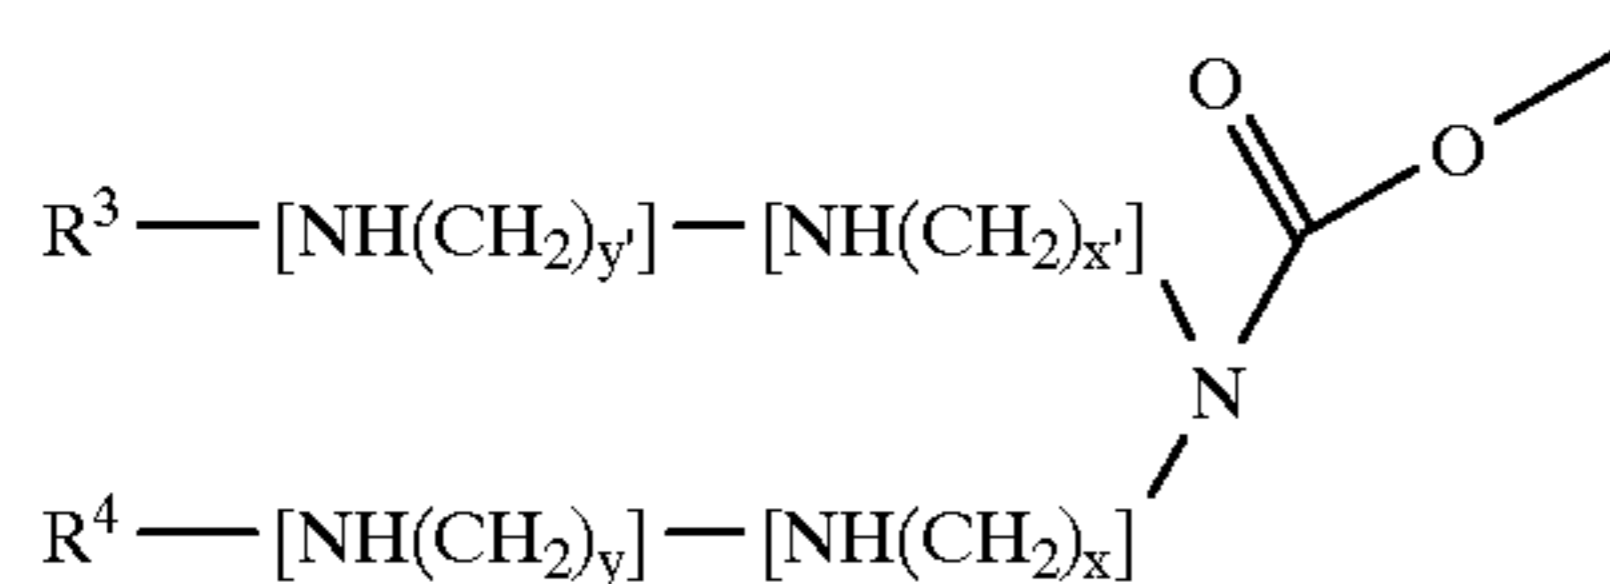 O
O
R³—[NH(CH₂)y']—[NH(CH₂)x']
N
R⁴—[NH(CH₂)y]—[NH(CH₂)x]